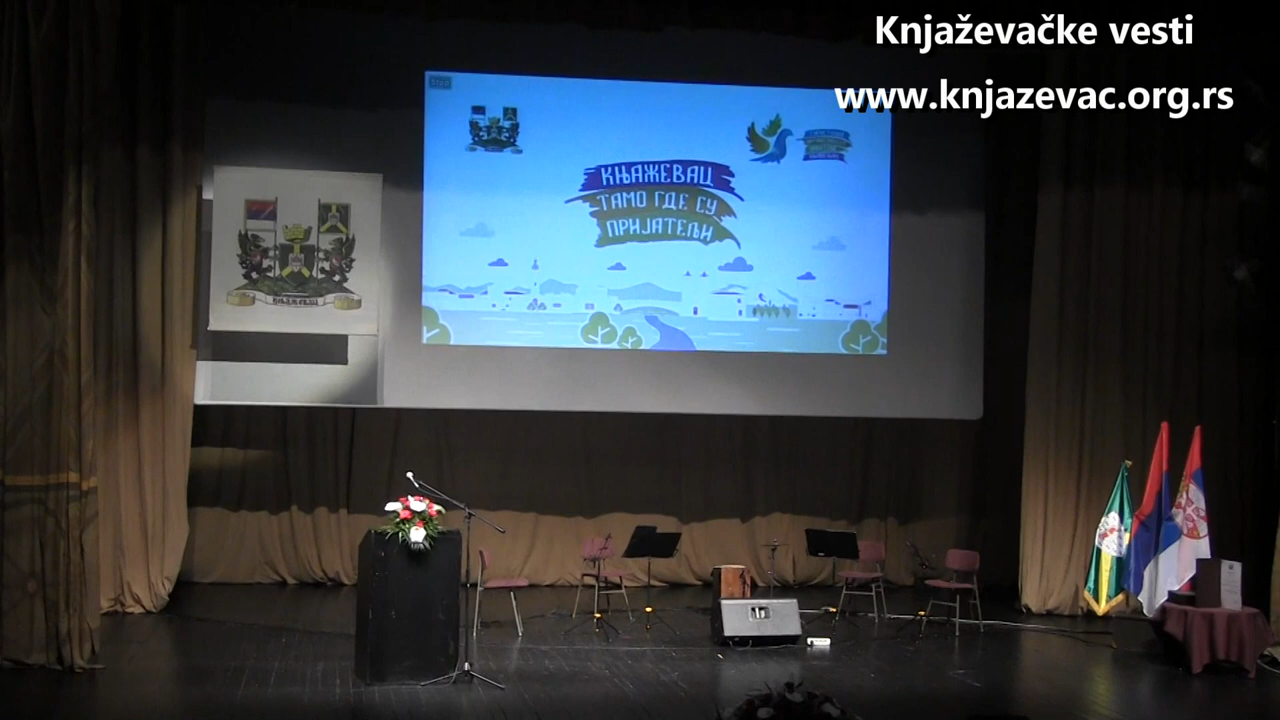 Knjaževačke vesti
www.knjazevac.org.rs
КЊАЖЕВАЦ
ТАМО ГДЕ СУ
ПРИЈАТЕЉИ